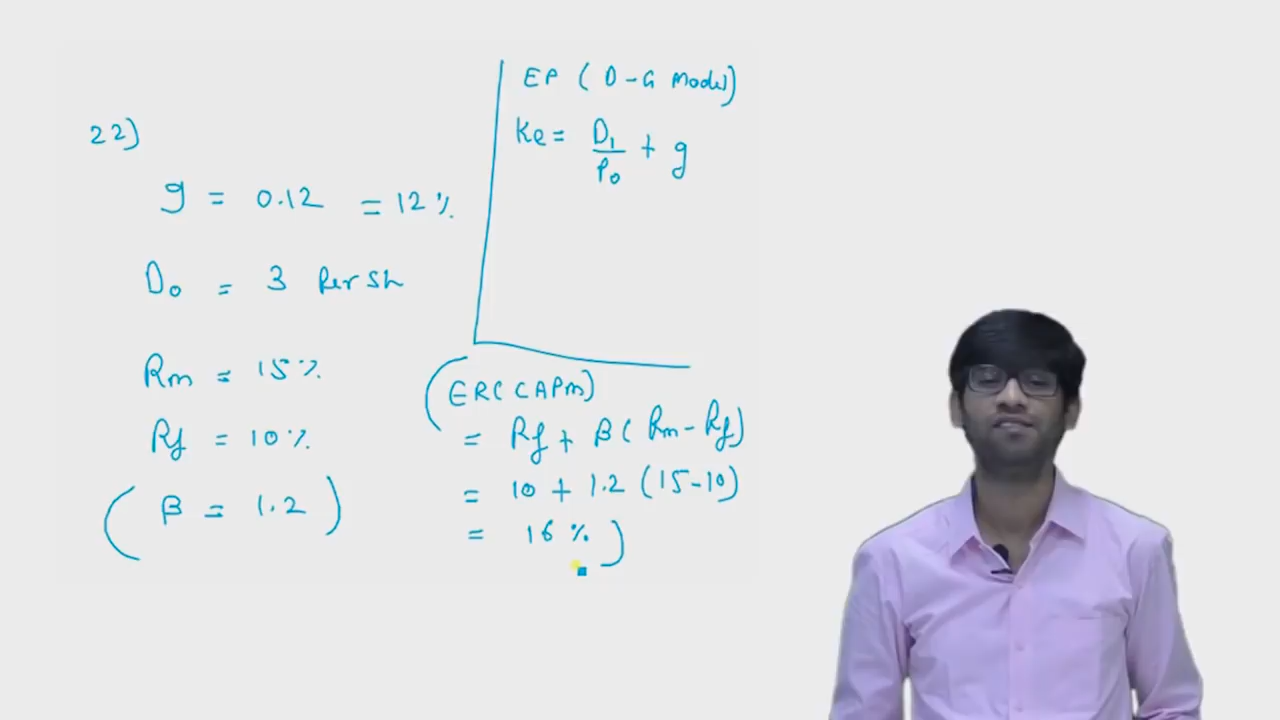 22)
g = 0.12 = 12%
D₀ = 3 Per Sh
Rm = 15%
Rf = 10%
( β = 1.2 )
EP ( D-G Model)
Ke = D₁/P₀ + g
(ER( CAPM)
= Rf + β( Rm - Rf)
= 10 + 1.2 (15-10)
= 16 % )